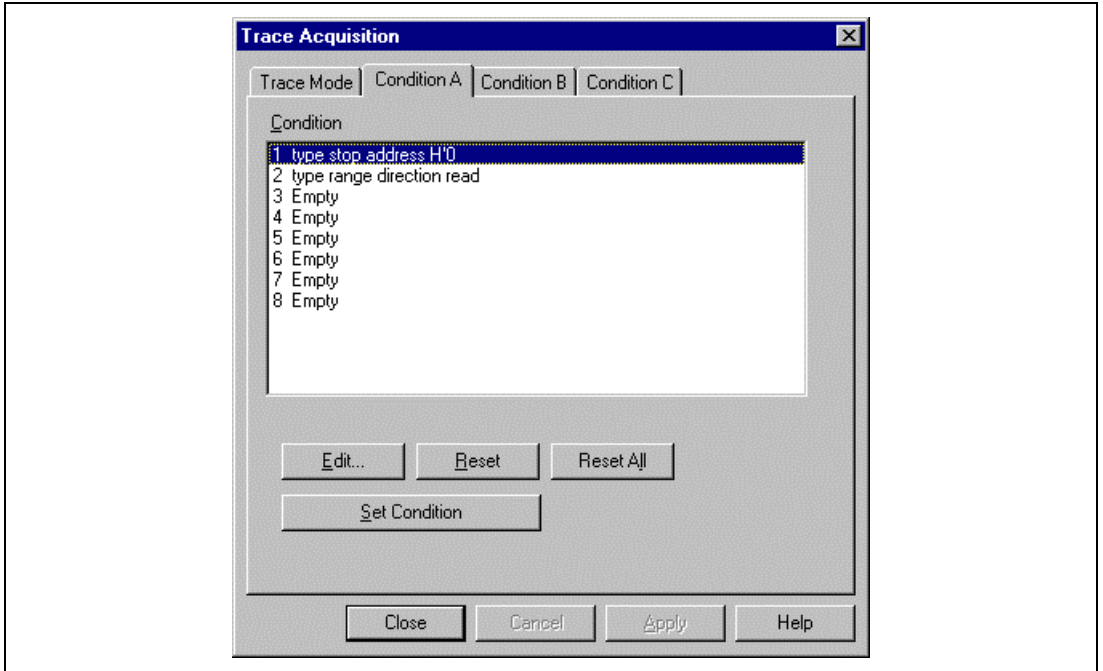 Trace Acquisition
Trace Mode Condition A Condition B Condition C
Condition
1 type stop address H'0
2 type range direction read
3 Empty
4 Empty
5 Empty
6 Empty
7 Empty
8 Empty
Edit... Reset Reset All
Set Condition
Close Cancel Apply Help